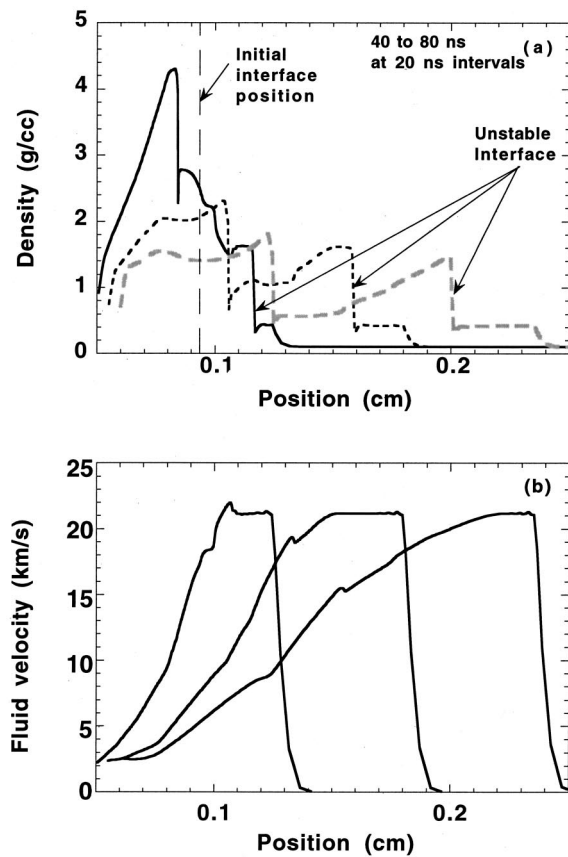 40 to 80 ns
at 20 ns intervals
(a)
Initial
interface
position
Unstable
Interface
5
4
3
2
1
0
Density (g/cc)
0.1
0.2
Position (cm)
(b)
25
20
15
10
5
0
Fluid velocity (km/s)
0.1
0.2
Position (cm)